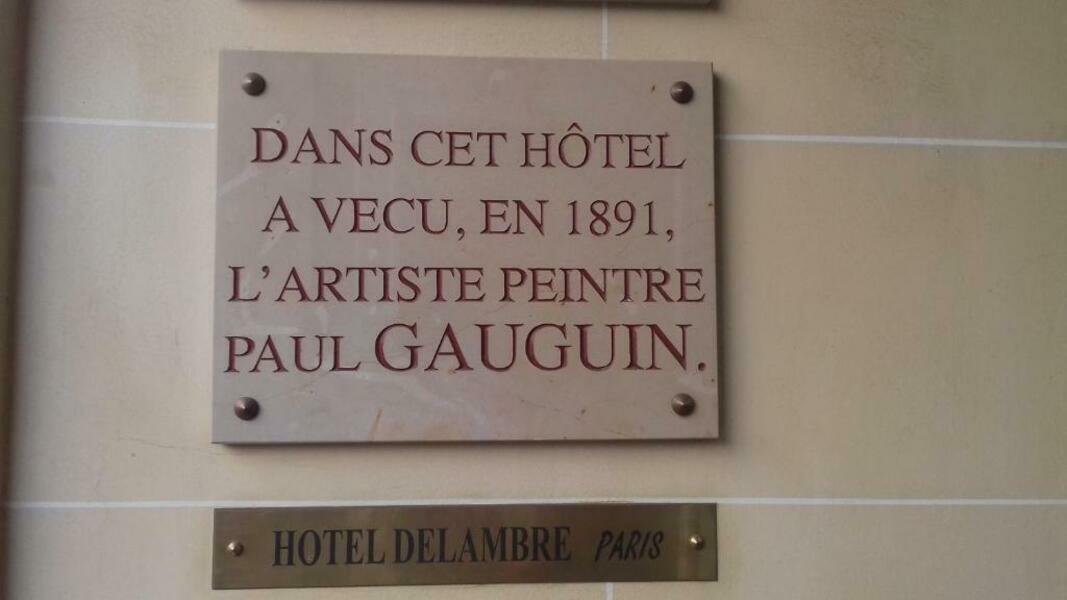 DANS CET HÔTEL
A VECU, EN 1891,
L'ARTISTE PEINTRE
PAUL GAUGUIN.
HOTEL DELAMBRE PARIS